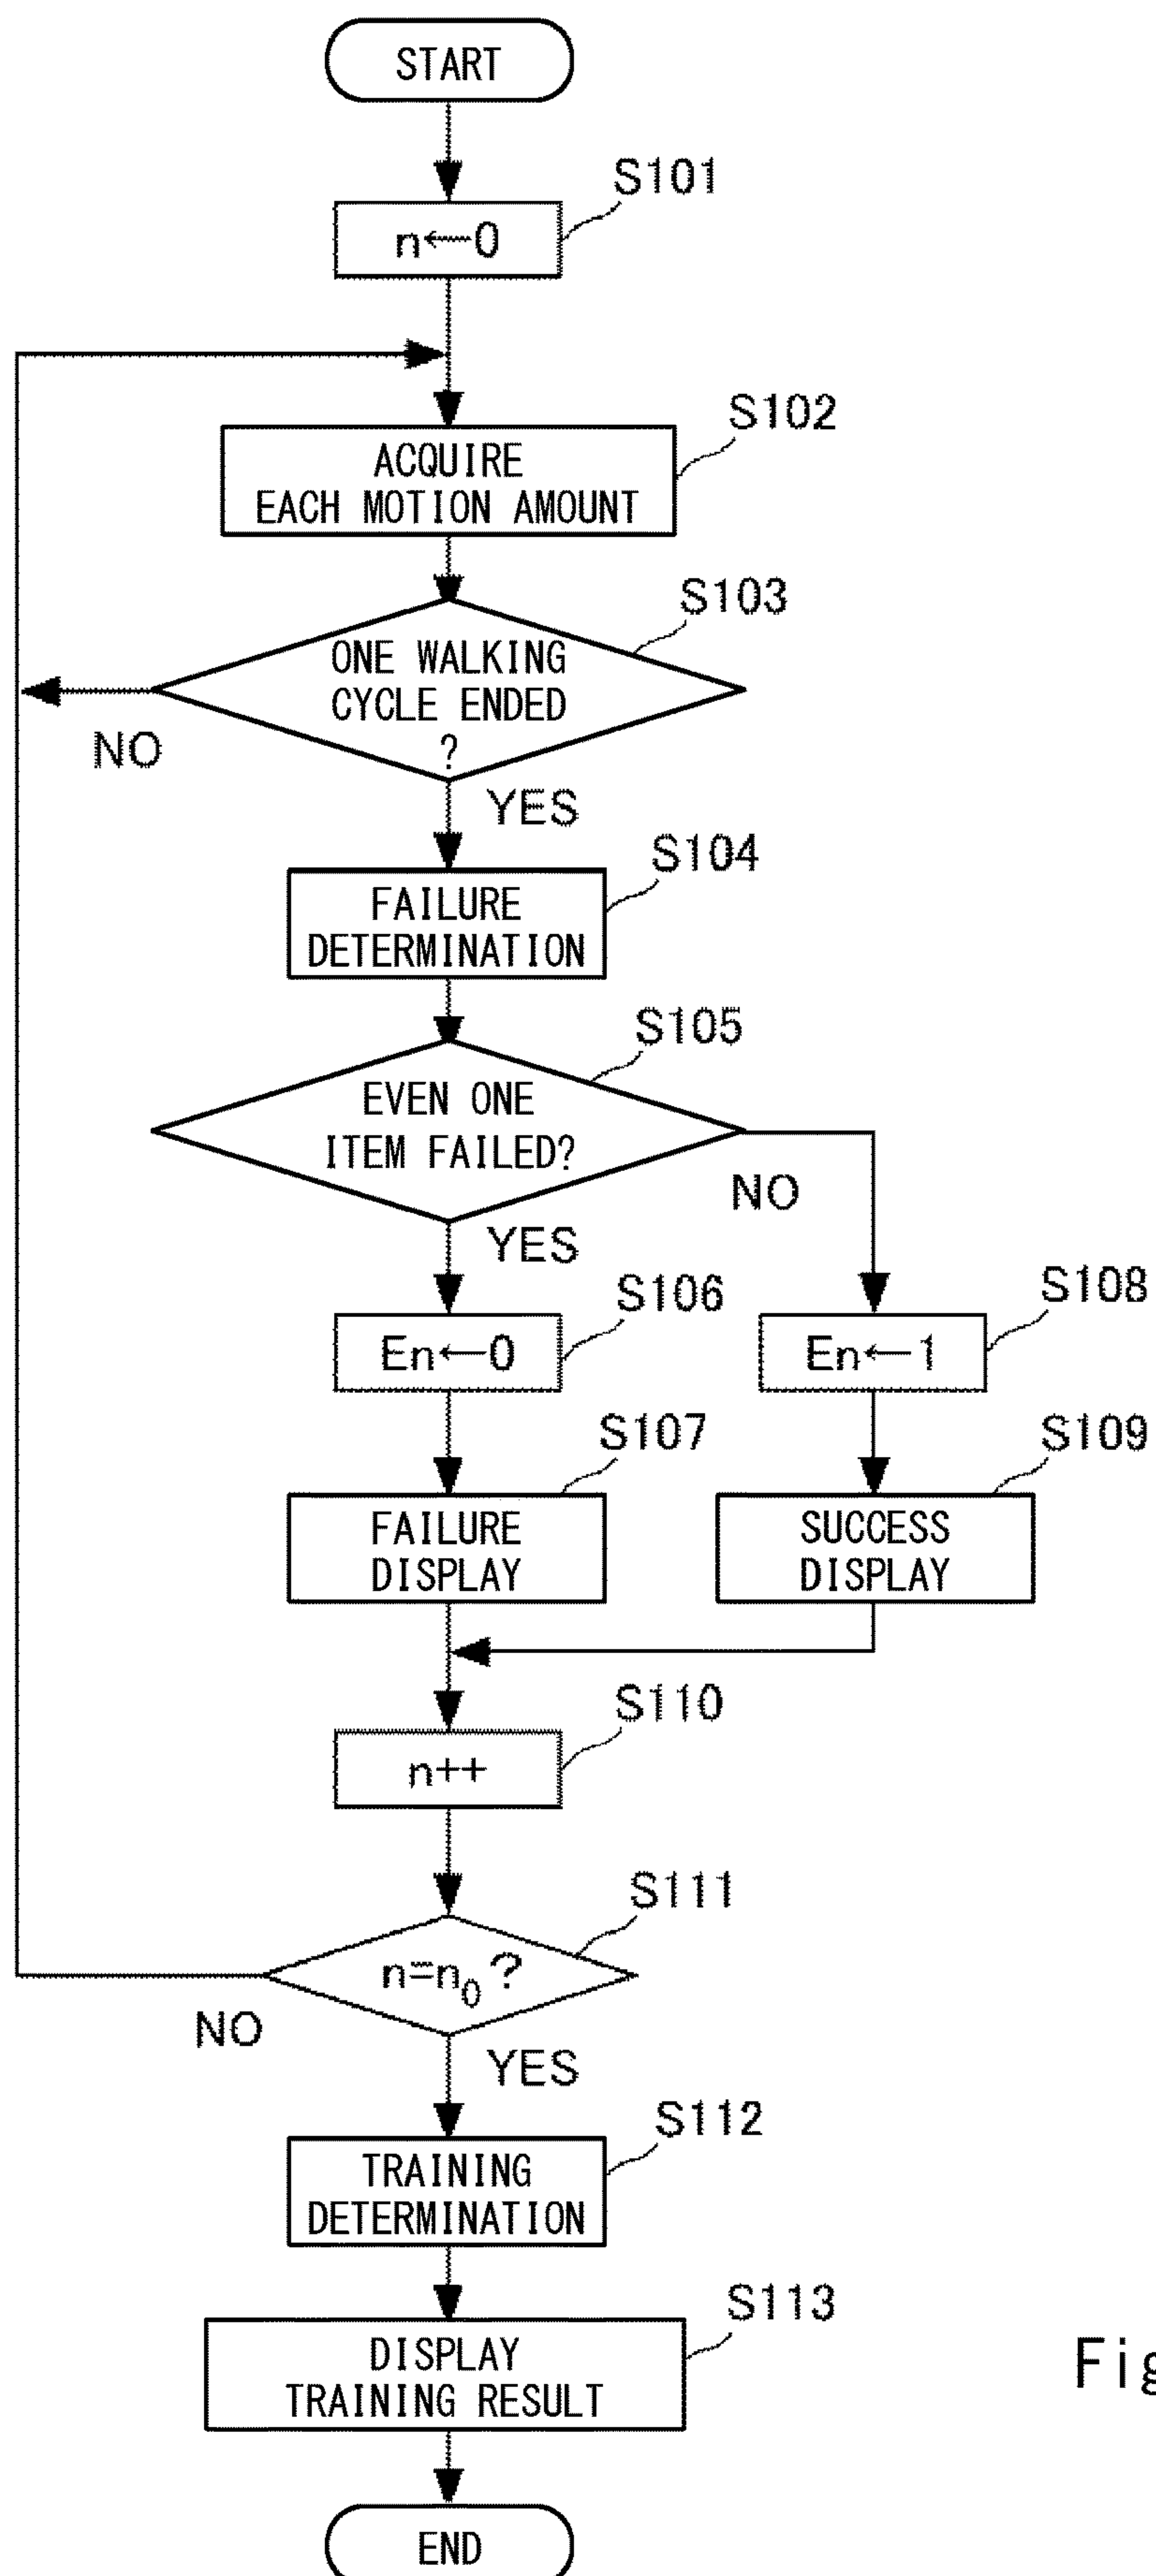 START
S101
n←0
S102
ACQUIRE
EACH MOTION AMOUNT
S103
ONE WALKING
CYCLE ENDED
?
NO
YES
S104
FAILURE
DETERMINATION
S105
EVEN ONE
ITEM FAILED?
NO
YES
S106
En←0
S108
En←1
S107
FAILURE
DISPLAY
S109
SUCCESS
DISPLAY
S110
n++
S111
n=n₀?
NO
YES
S112
TRAINING
DETERMINATION
S113
DISPLAY
TRAINING RESULT
Fig
END